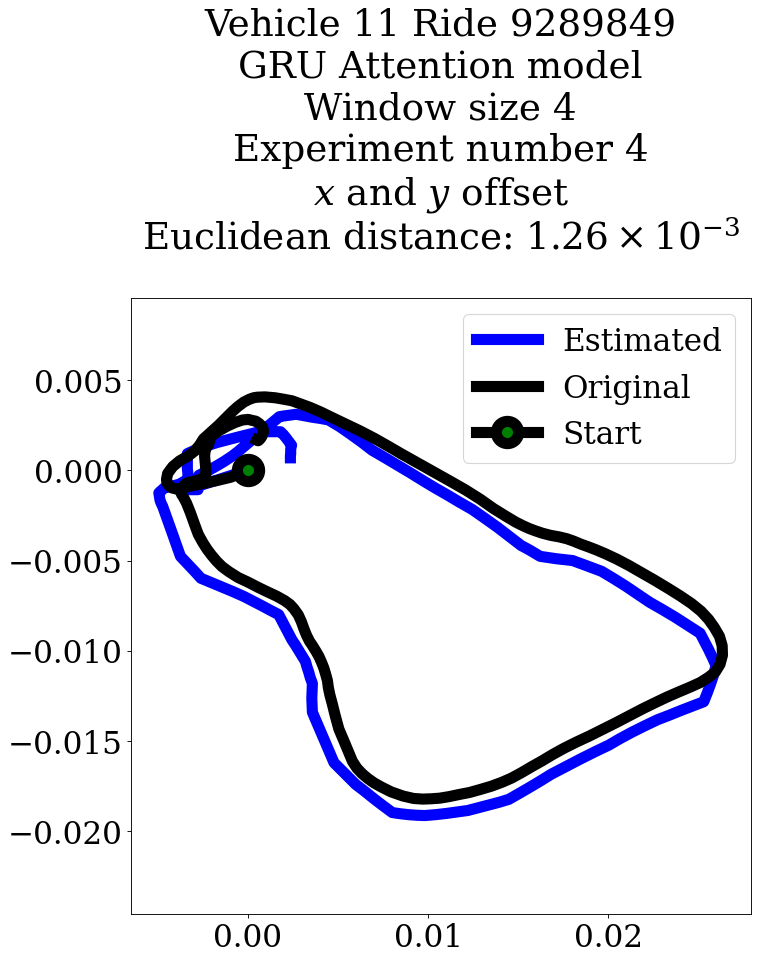 Vehicle 11 Ride 9289849
GRU Attention model
Window size 4
Experiment number 4
x and y offset
Euclidean distance: 1.26 × 10⁻³
Estimated
Original
Start
0.005
0.000
−0.005
−0.010
−0.015
−0.020
0.00 0.01 0.02